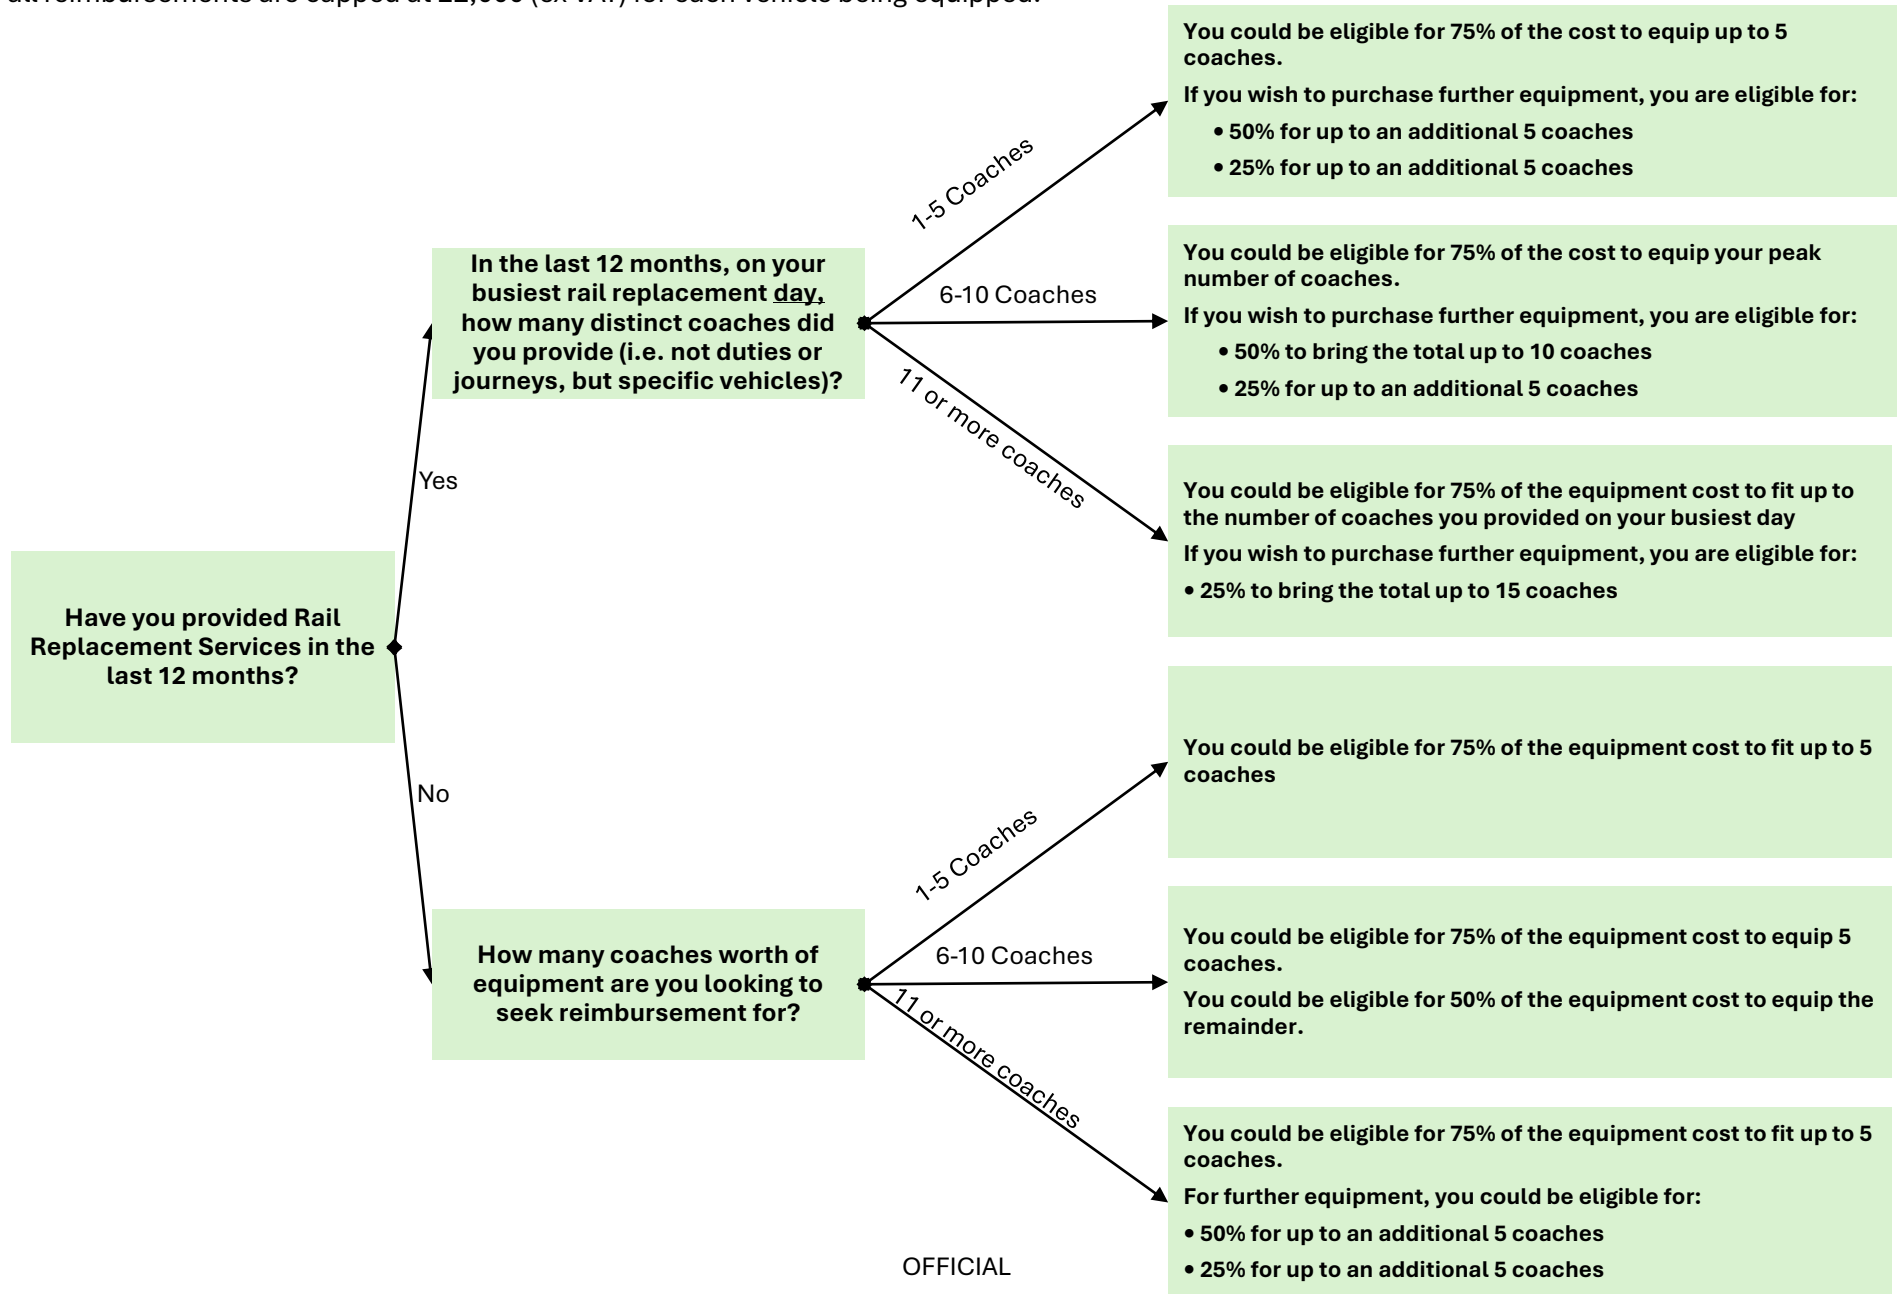 all reimbursements are capped at £2,000 (ex VAT) for each vehicle being equipped.
You could be eligible for 75% of the cost to equip up to 5
coaches.
If you wish to purchase further equipment, you are eligible for:
• 50% for up to an additional 5 coaches
• 25% for up to an additional 5 coaches
1-5 Coaches
In the last 12 months, on your
busiest rail replacement day,
how many distinct coaches did
you provide (i.e. not duties or
journeys, but specific vehicles)?
6-10 Coaches
You could be eligible for 75% of the cost to equip your peak
number of coaches.
If you wish to purchase further equipment, you are eligible for:
• 50% to bring the total up to 10 coaches
• 25% for up to an additional 5 coaches
11 or more coaches
You could be eligible for 75% of the equipment cost to fit up to
the number of coaches you provided on your busiest day
If you wish to purchase further equipment, you are eligible for:
• 25% to bring the total up to 15 coaches
Yes
Have you provided Rail
Replacement Services in the
last 12 months?
No
You could be eligible for 75% of the equipment cost to fit up to 5
coaches
1-5 Coaches
How many coaches worth of
equipment are you looking to
seek reimbursement for?
6-10 Coaches
You could be eligible for 75% of the equipment cost to equip 5
coaches.
You could be eligible for 50% of the equipment cost to equip the
remainder.
11 or more coaches
You could be eligible for 75% of the equipment cost to fit up to 5
coaches.
For further equipment, you could be eligible for:
• 50% for up to an additional 5 coaches
• 25% for up to an additional 5 coaches
OFFICIAL